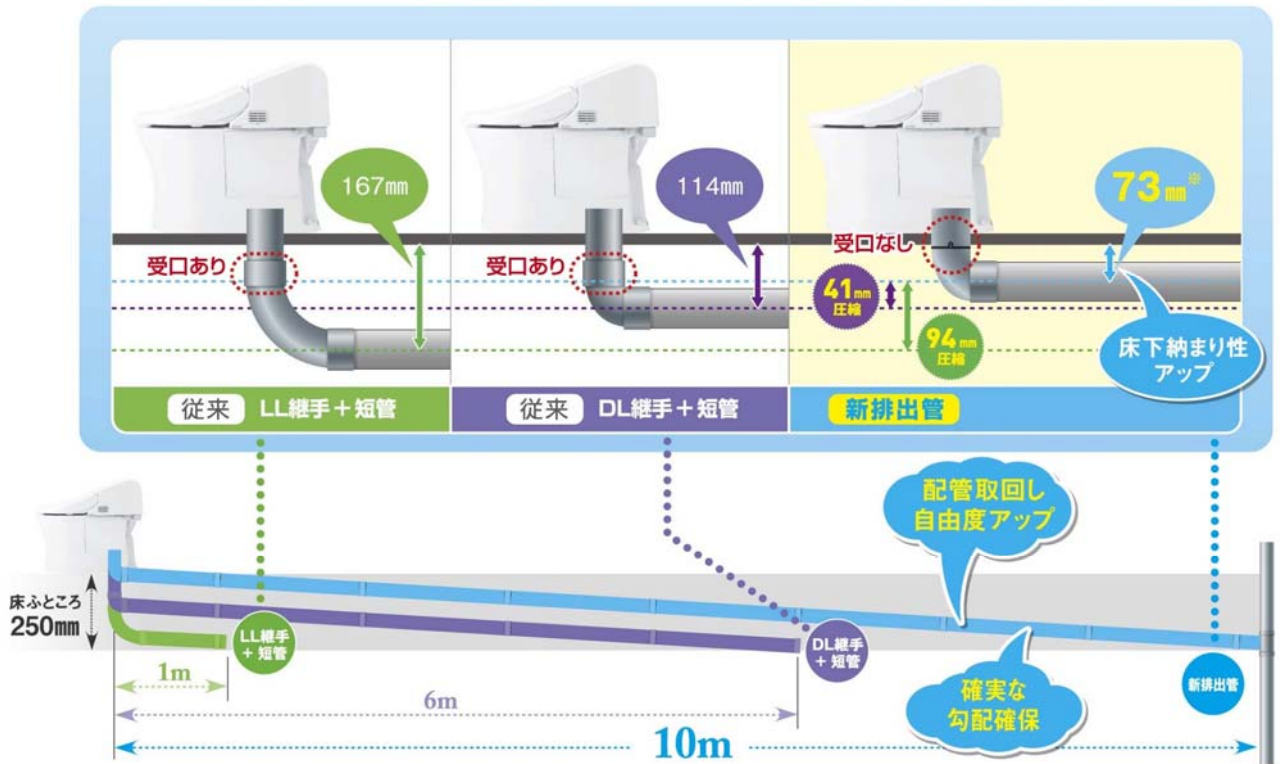 167mm
114mm
73mm※
受口あり
受口あり
受口なし
41mm
圧縮
94mm
圧縮
床下納まり性
アップ
従来 LL継手＋短管
従来 DL継手＋短管
新排出管
配管取回し
自由度アップ
床ふところ
250mm
LL継手
＋短管
DL継手
＋短管
新排出管
確実な
勾配確保
1m
6m
10m